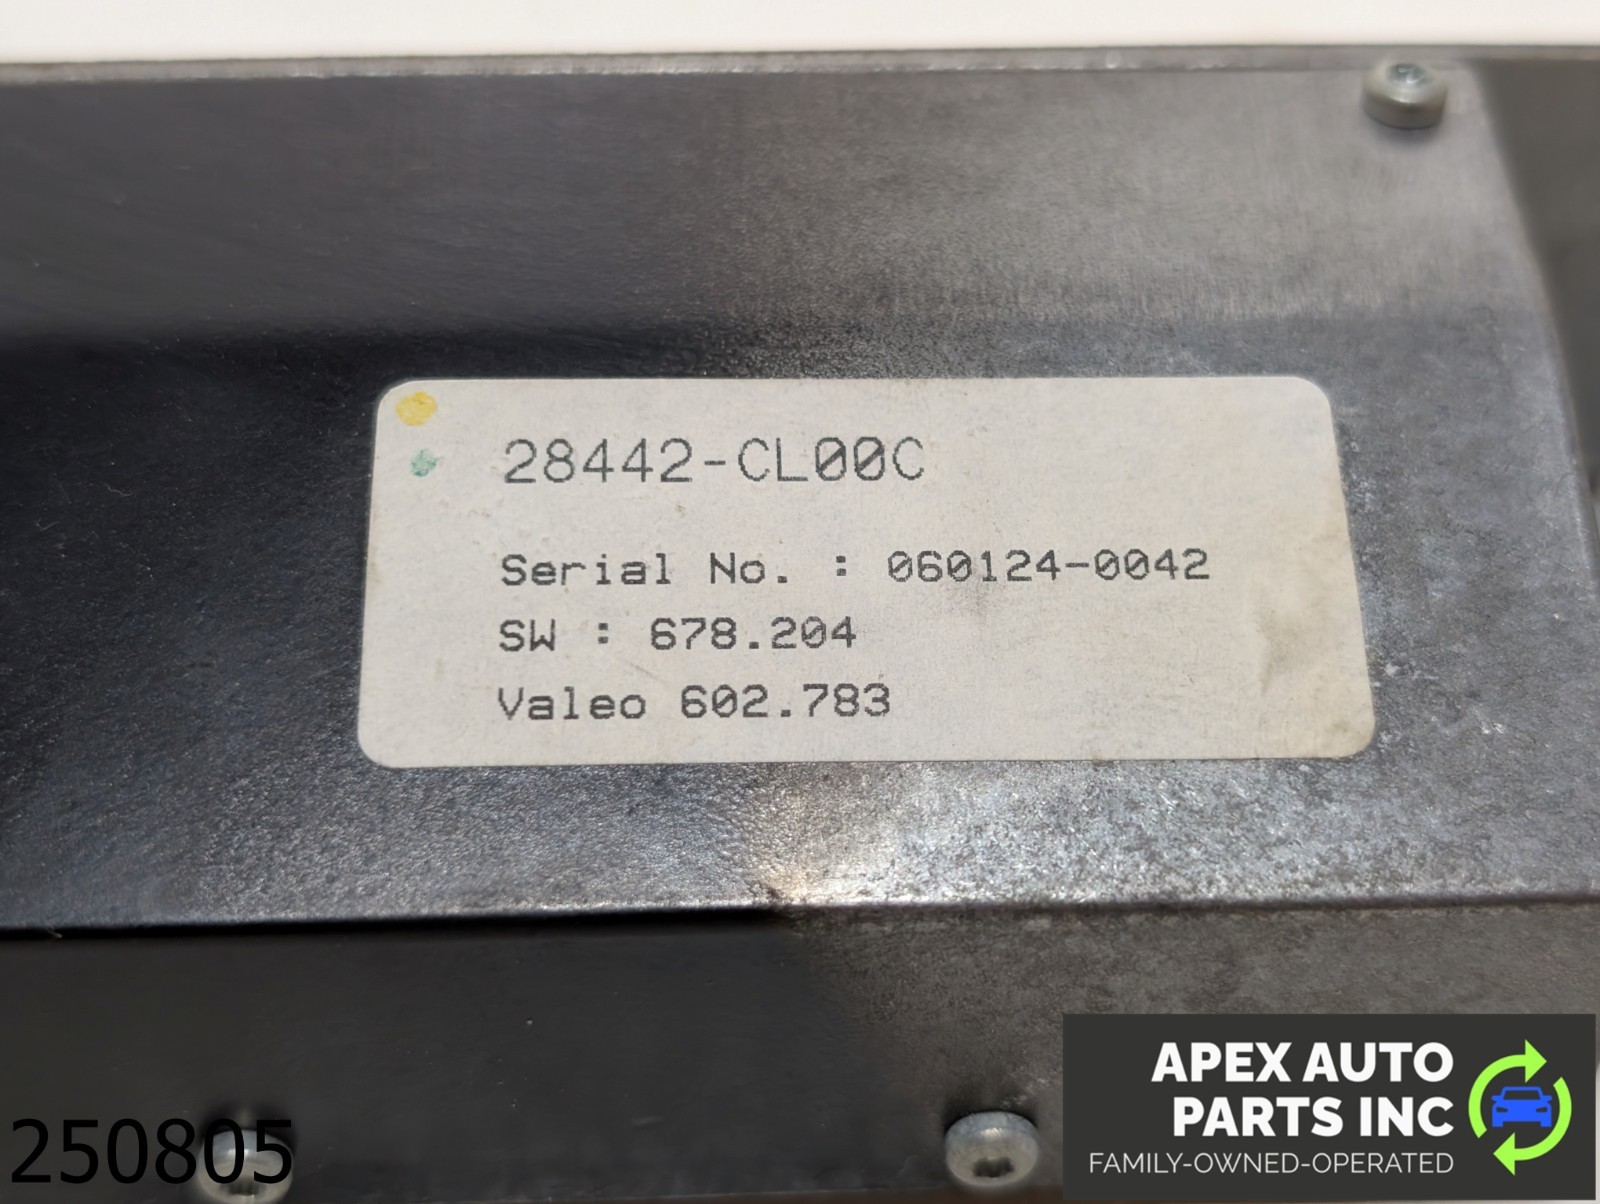 28442-CL00C
Serial No. : 060124-0042
SW : 678.204
Valeo 602.783
250805
APEX AUTO
PARTS INC
FAMILY-OWNED-OPERATED